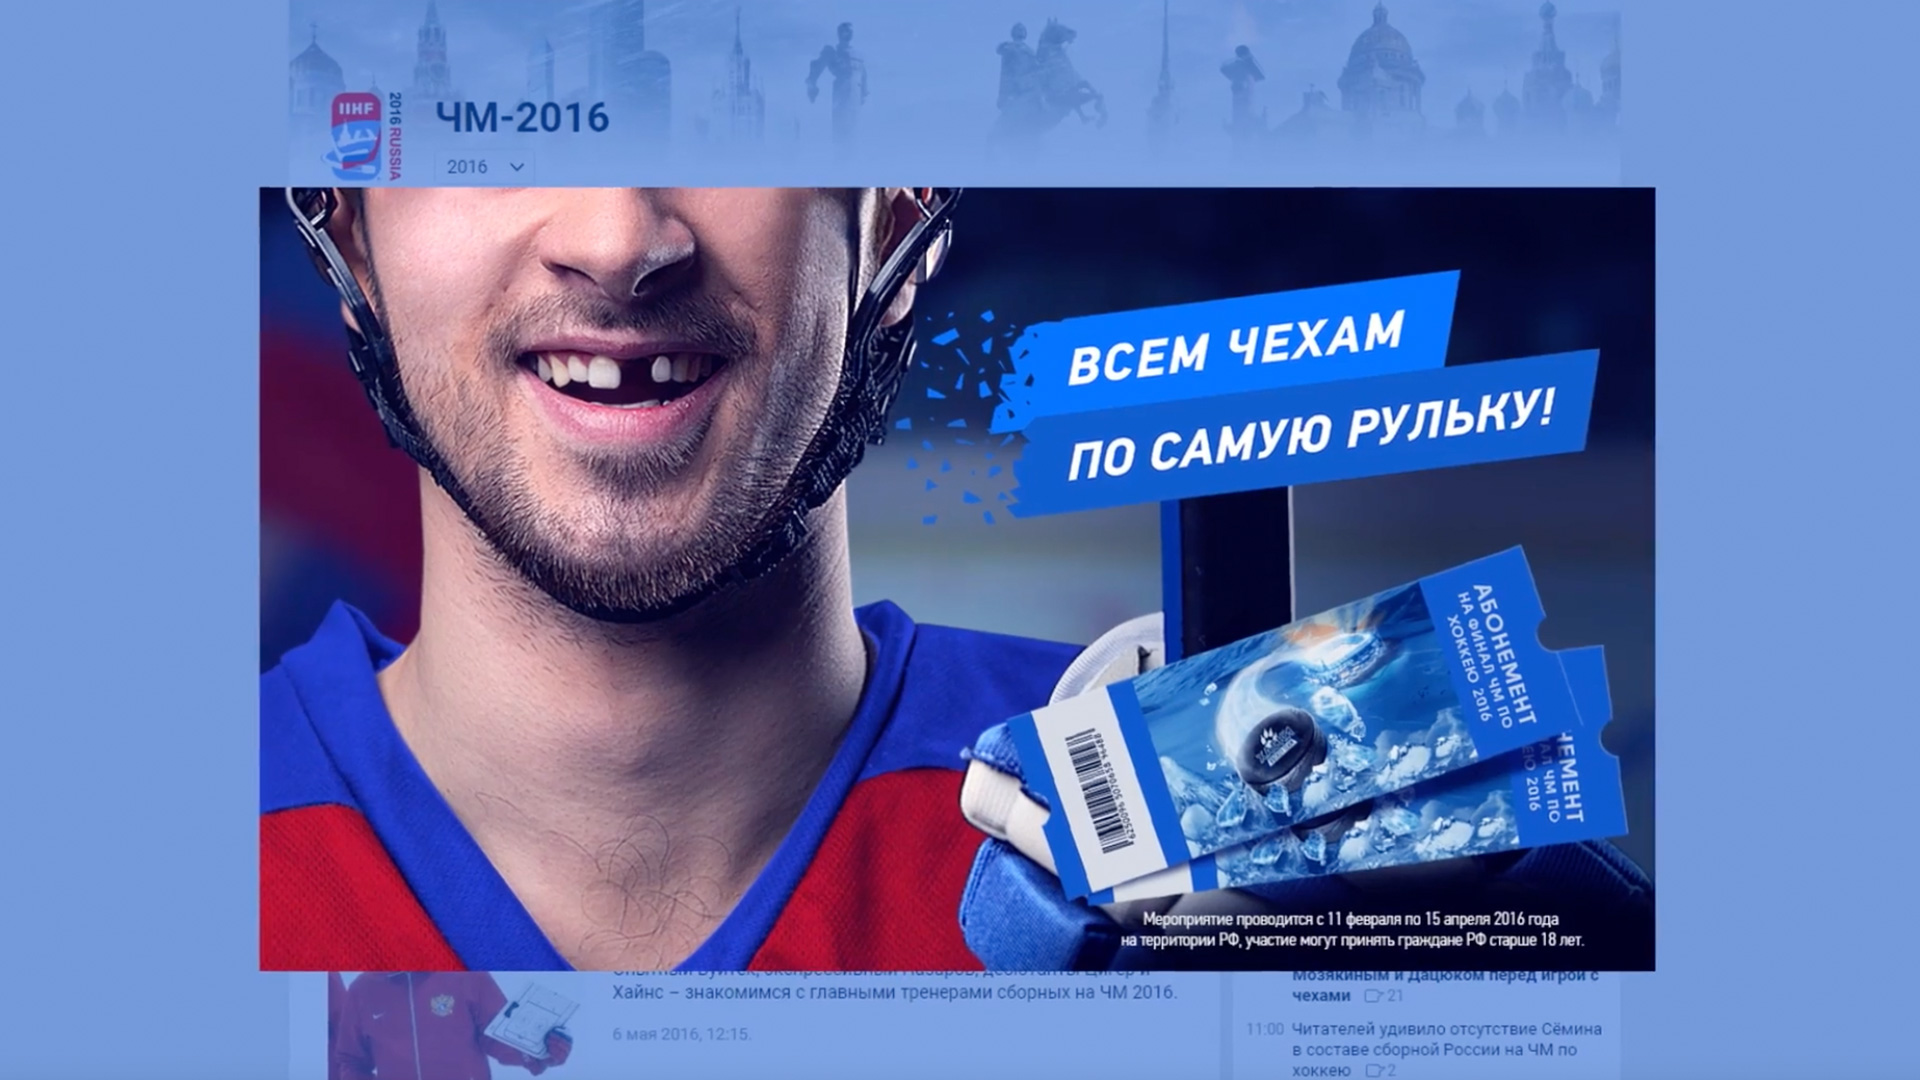 IIHF
2016 RUSSIA
ЧМ-2016
2016
ВСЕМ ЧЕХАМ
ПО САМУЮ РУЛЬКУ!
АБОНЕМЕНТ
НА ФИНАЛ ЧМ ПО
ХОККЕЮ 2016
Мероприятие проводится с 11 февраля по 15 апреля 2016 года
на территории РФ, участие могут принять граждане РФ старше 18 лет.
Хайнс – знакомимся с главными тренерами сборных на ЧМ 2016.
6 мая 2016, 12:15.
Мозякиным и Дацюком перед игрой с
чехами 21
11:00 Читателей удивило отсутствие Сёмина
в составе сборной России на ЧМ по
хоккею 2